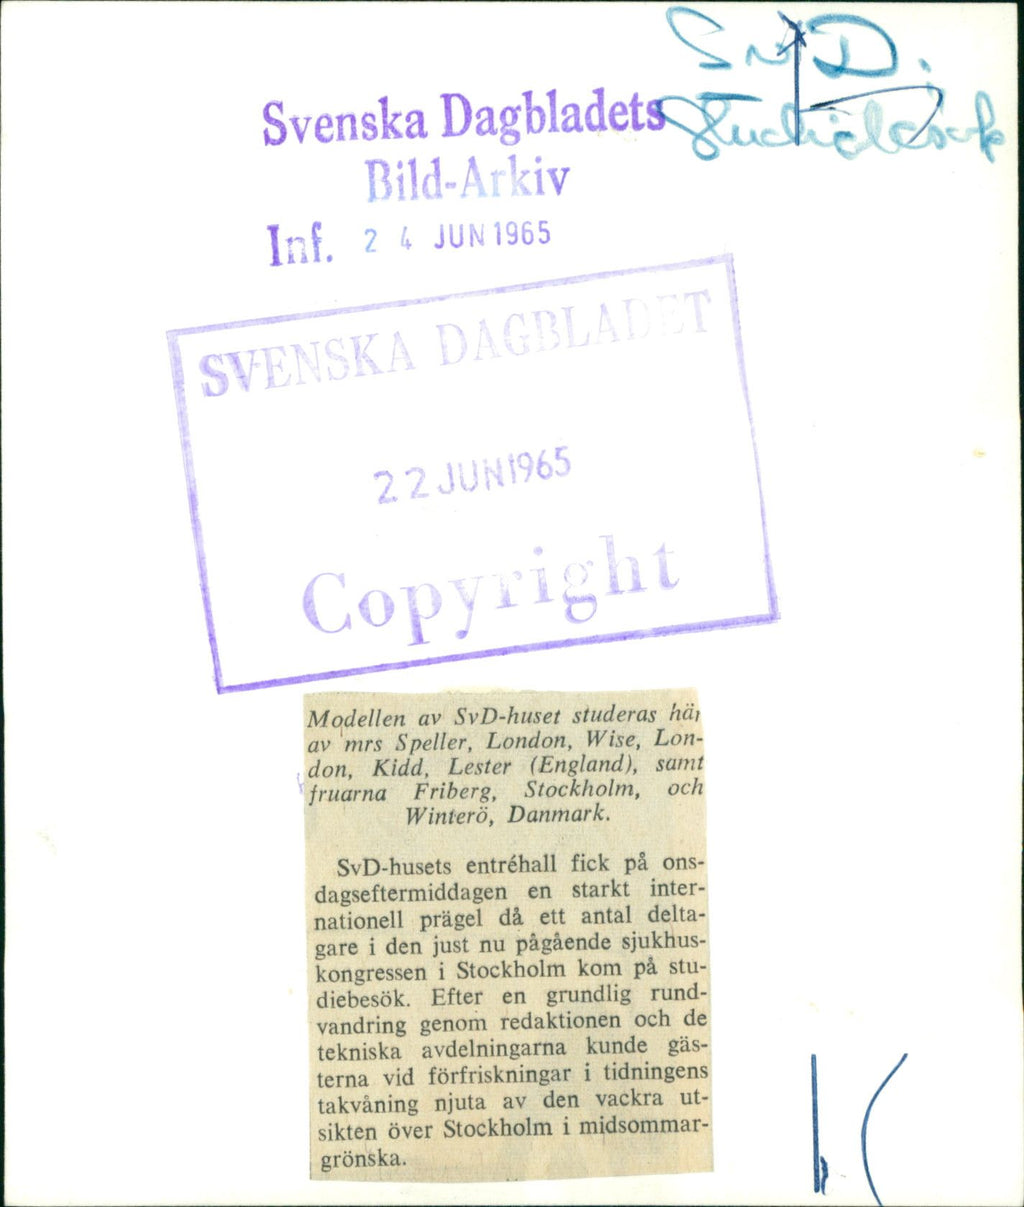 SvD.
Studiebesök
Svenska Dagbladets
Bild-Arkiv
Inf. 24 JUN 1965
SVENSKA DAGBLADET
22 JUN 1965
Copyright
Modellen av SvD-huset studeras här
av mrs Speller, London, Wise, Lon-
don, Kidd, Lester (England), samt
fruarna Friberg, Stockholm, och
Winterö, Danmark.
SvD-husets entréhall fick på ons-
dagseftermiddagen en starkt inter-
nationell prägel då ett antal delta-
gare i den just nu pågående sjukhus-
kongressen i Stockholm kom på stu-
diebesök. Efter en grundlig rund-
vandring genom redaktionen och de
tekniska avdelningarna kunde gäs-
terna vid förfriskningar i tidningens
takvåning njuta av den vackra ut-
sikten över Stockholm i midsommar-
grönska.